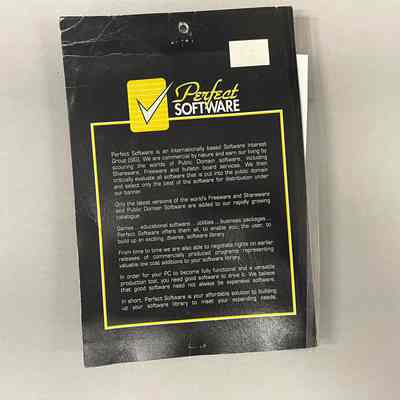 Perfect
SOFTWARE
Perfect Software is an internationally based Software Interest
Group (SIG). We are commercial by nature and earn our living by
scouring the worlds of Public Domain software, including
Shareware, Freeware and bulletin board services. We then
critically evaluate all software that is put into the public domain
and select only the best of the software for distribution under
our banner.
Only the latest versions of the world's Freeware and Shareware
and Public Domain Software are added to our rapidly growing
catalogue.
Games ... educational software ... utilities ... business packages ...
Perfect Software offers them all, to enable you, the user, to
build up an exciting, diverse, software library.
From time to time we are also able to negotiate rights on earlier
releases of commercially produced programs representing
valuable low cost additions to your software library.
In order for your PC to become fully functional and a versatile
production tool, you need good software to drive it. We believe
that good software need not always be expensive software.
In short, Perfect Software is your affordable solution to building
up your software library to meet your expanding needs.